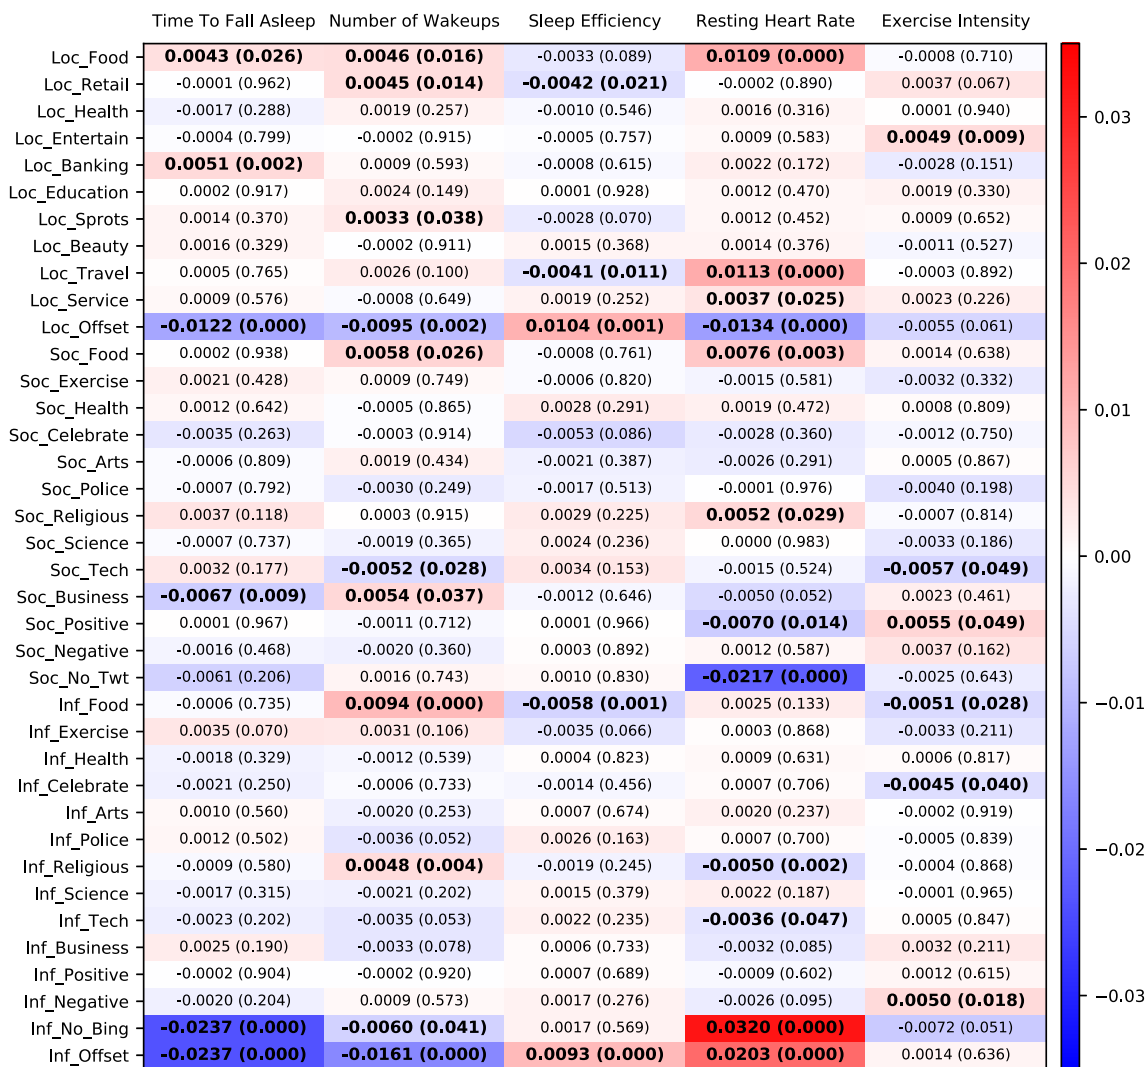 Time To Fall Asleep Number of Wakeups Sleep Efficiency Resting Heart Rate Exercise Intensity
Loc_Food 0.0043 (0.026) 0.0046 (0.016) -0.0033 (0.089) 0.0109 (0.000) -0.0008 (0.710)
Loc_Retail -0.0001 (0.962) 0.0045 (0.014) -0.0042 (0.021) -0.0002 (0.890) 0.0037 (0.067)
Loc_Health -0.0017 (0.288) 0.0019 (0.257) -0.0010 (0.546) 0.0016 (0.316) 0.0001 (0.940)
Loc_Entertain -0.0004 (0.799) -0.0002 (0.915) -0.0005 (0.757) 0.0009 (0.583) 0.0049 (0.009)
Loc_Banking 0.0051 (0.002) 0.0009 (0.593) -0.0008 (0.615) 0.0022 (0.172) -0.0028 (0.151)
Loc_Education 0.0002 (0.917) 0.0024 (0.149) 0.0001 (0.928) 0.0012 (0.470) 0.0019 (0.330)
Loc_Sprots 0.0014 (0.370) 0.0033 (0.038) -0.0028 (0.070) 0.0012 (0.452) 0.0009 (0.652)
Loc_Beauty 0.0016 (0.329) -0.0002 (0.911) 0.0015 (0.368) 0.0014 (0.376) -0.0011 (0.527)
Loc_Travel 0.0005 (0.765) 0.0026 (0.100) -0.0041 (0.011) 0.0113 (0.000) -0.0003 (0.892)
Loc_Service 0.0009 (0.576) -0.0008 (0.649) 0.0019 (0.252) 0.0037 (0.025) 0.0023 (0.226)
Loc_Offset -0.0122 (0.000) -0.0095 (0.002) 0.0104 (0.001) -0.0134 (0.000) -0.0055 (0.061)
Soc_Food 0.0002 (0.938) 0.0058 (0.026) -0.0008 (0.761) 0.0076 (0.003) 0.0014 (0.638)
Soc_Exercise 0.0021 (0.428) 0.0009 (0.749) -0.0006 (0.820) -0.0015 (0.581) -0.0032 (0.332)
Soc_Health 0.0012 (0.642) -0.0005 (0.865) 0.0028 (0.291) 0.0019 (0.472) 0.0008 (0.809)
Soc_Celebrate -0.0035 (0.263) -0.0003 (0.914) -0.0053 (0.086) -0.0028 (0.360) -0.0012 (0.750)
Soc_Arts -0.0006 (0.809) 0.0019 (0.434) -0.0021 (0.387) -0.0026 (0.291) 0.0005 (0.867)
Soc_Police -0.0007 (0.792) -0.0030 (0.249) -0.0017 (0.513) -0.0001 (0.976) -0.0040 (0.198)
Soc_Religious 0.0037 (0.118) 0.0003 (0.915) 0.0029 (0.225) 0.0052 (0.029) -0.0007 (0.814)
Soc_Science -0.0007 (0.737) -0.0019 (0.365) 0.0024 (0.236) 0.0000 (0.983) -0.0033 (0.186)
Soc_Tech 0.0032 (0.177) -0.0052 (0.028) 0.0034 (0.153) -0.0015 (0.524) -0.0057 (0.049)
Soc_Business -0.0067 (0.009) 0.0054 (0.037) -0.0012 (0.646) -0.0050 (0.052) 0.0023 (0.461)
Soc_Positive 0.0001 (0.967) -0.0011 (0.712) 0.0001 (0.966) -0.0070 (0.014) 0.0055 (0.049)
Soc_Negative -0.0016 (0.468) -0.0020 (0.360) 0.0003 (0.892) 0.0012 (0.587) 0.0037 (0.162)
Soc_No_Twt -0.0061 (0.206) 0.0016 (0.743) 0.0010 (0.830) -0.0217 (0.000) -0.0025 (0.643)
Inf_Food -0.0006 (0.735) 0.0094 (0.000) -0.0058 (0.001) 0.0025 (0.133) -0.0051 (0.028)
Inf_Exercise 0.0035 (0.070) 0.0031 (0.106) -0.0035 (0.066) 0.0003 (0.868) -0.0033 (0.211)
Inf_Health -0.0018 (0.329) -0.0012 (0.539) 0.0004 (0.823) 0.0009 (0.631) 0.0006 (0.817)
Inf_Celebrate -0.0021 (0.250) -0.0006 (0.733) -0.0014 (0.456) 0.0007 (0.706) -0.0045 (0.040)
Inf_Arts 0.0010 (0.560) -0.0020 (0.253) 0.0007 (0.674) 0.0020 (0.237) -0.0002 (0.919)
Inf_Police 0.0012 (0.502) -0.0036 (0.052) 0.0026 (0.163) 0.0007 (0.700) -0.0005 (0.839)
Inf_Religious -0.0009 (0.580) 0.0048 (0.004) -0.0019 (0.245) -0.0050 (0.002) -0.0004 (0.868)
Inf_Science -0.0017 (0.315) -0.0021 (0.202) 0.0015 (0.379) 0.0022 (0.187) -0.0001 (0.965)
Inf_Tech -0.0023 (0.202) -0.0035 (0.053) 0.0022 (0.235) -0.0036 (0.047) 0.0005 (0.847)
Inf_Business 0.0025 (0.190) -0.0033 (0.078) 0.0006 (0.733) -0.0032 (0.085) 0.0032 (0.211)
Inf_Positive -0.0002 (0.904) -0.0002 (0.920) 0.0007 (0.689) -0.0009 (0.602) 0.0012 (0.615)
Inf_Negative -0.0020 (0.204) 0.0009 (0.573) 0.0017 (0.276) -0.0026 (0.095) 0.0050 (0.018)
Inf_No_Bing -0.0237 (0.000) -0.0060 (0.041) 0.0017 (0.569) 0.0320 (0.000) -0.0072 (0.051)
Inf_Offset -0.0237 (0.000) -0.0161 (0.000) 0.0093 (0.000) 0.0203 (0.000) 0.0014 (0.636)
0.03
0.02
0.01
0.00
−0.01
−0.02
−0.03